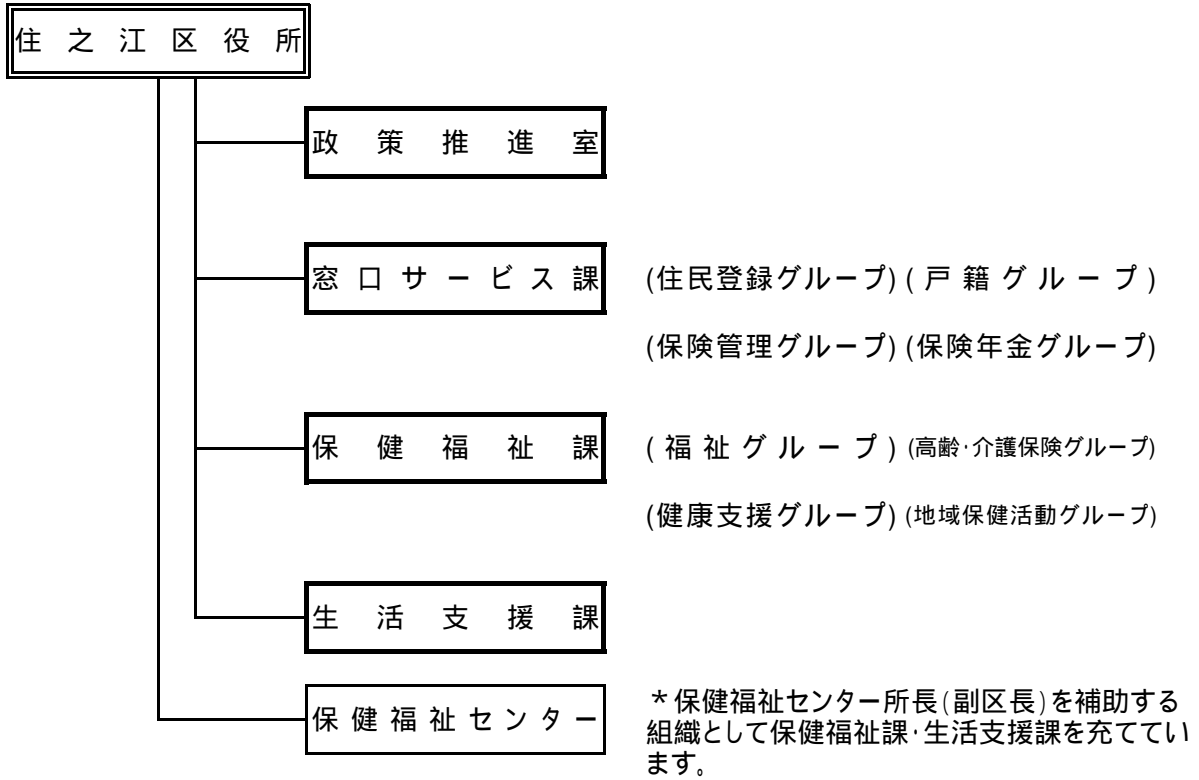 住之江区役所
政策推進室
窓口サービス課 (住民登録グループ) (戸籍グループ)
(保険管理グループ) (保険年金グループ)
保健福祉課 (福祉グループ) (高齢・介護保険グループ)
(健康支援グループ) (地域保健活動グループ)
生活支援課
保健福祉センター
＊保健福祉センター所長(副区長)を補助する
組織として保健福祉課・生活支援課を充ててい
ます。